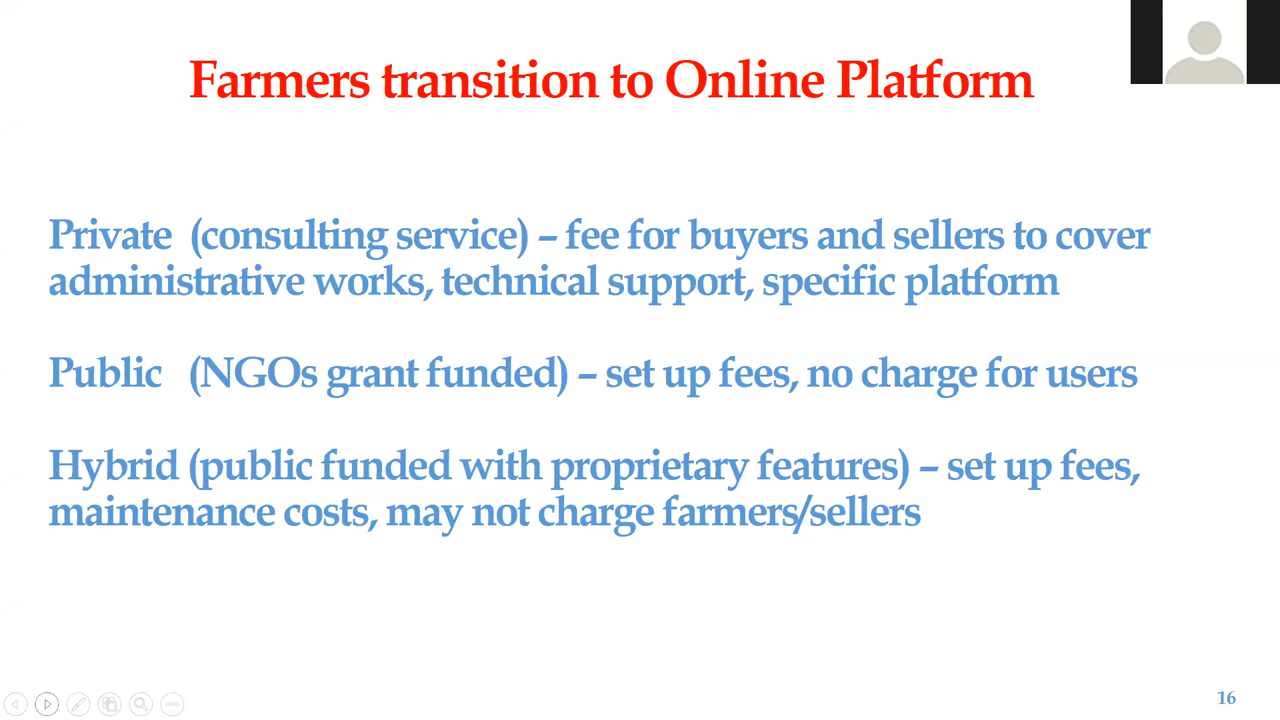 Farmers transition to Online Platform
Private (consulting service) – fee for buyers and sellers to cover
administrative works, technical support, specific platform
Public (NGOs grant funded) – set up fees, no charge for users
Hybrid (public funded with proprietary features) – set up fees,
maintenance costs, may not charge farmers/sellers
16